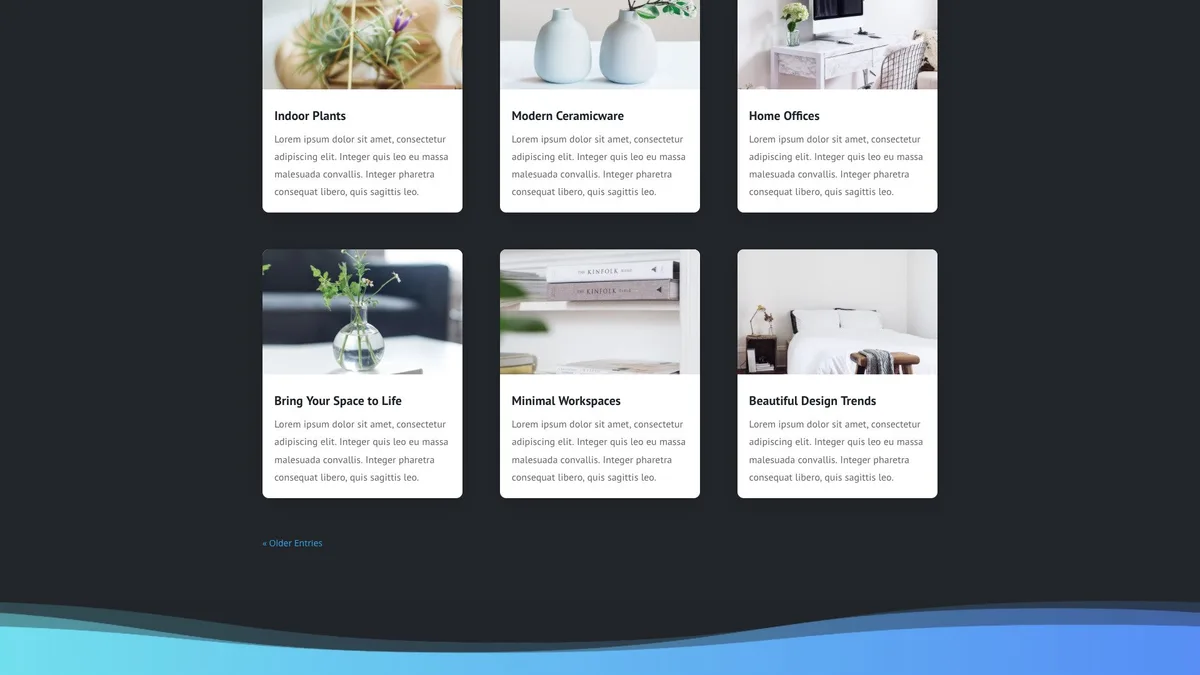 Indoor Plants
Lorem ipsum dolor sit amet, consectetur
adipiscing elit. Integer quis leo eu massa
malesuada convallis. Integer pharetra
consequat libero, quis sagittis leo.
Modern Ceramicware
Lorem ipsum dolor sit amet, consectetur
adipiscing elit. Integer quis leo eu massa
malesuada convallis. Integer pharetra
consequat libero, quis sagittis leo.
Home Offices
Lorem ipsum dolor sit amet, consectetur
adipiscing elit. Integer quis leo eu massa
malesuada convallis. Integer pharetra
consequat libero, quis sagittis leo.
Bring Your Space to Life
Lorem ipsum dolor sit amet, consectetur
adipiscing elit. Integer quis leo eu massa
malesuada convallis. Integer pharetra
consequat libero, quis sagittis leo.
THE KINFOLK
THE KINFOLK
Minimal Workspaces
Lorem ipsum dolor sit amet, consectetur
adipiscing elit. Integer quis leo eu massa
malesuada convallis. Integer pharetra
consequat libero, quis sagittis leo.
Beautiful Design Trends
Lorem ipsum dolor sit amet, consectetur
adipiscing elit. Integer quis leo eu massa
malesuada convallis. Integer pharetra
consequat libero, quis sagittis leo.
« Older Entries